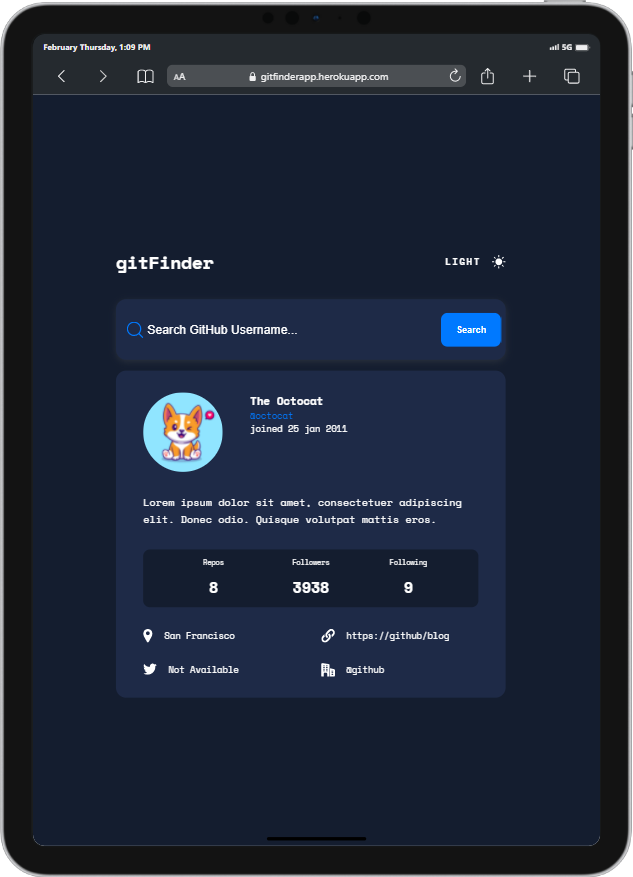 February Thursday, 1:09 PM
5G
AA
gitfinderapp.herokuapp.com
gitFinder
LIGHT
Search GitHub Username...
Search
The Octocat
@octocat
joined 25 jan 2011
Lorem ipsum dolor sit amet, consectetuer adipiscing
elit. Donec odio. Quisque volutpat mattis eros.
Repos Followers Following
8 3938 9
San Francisco https://github/blog
Not Available @github